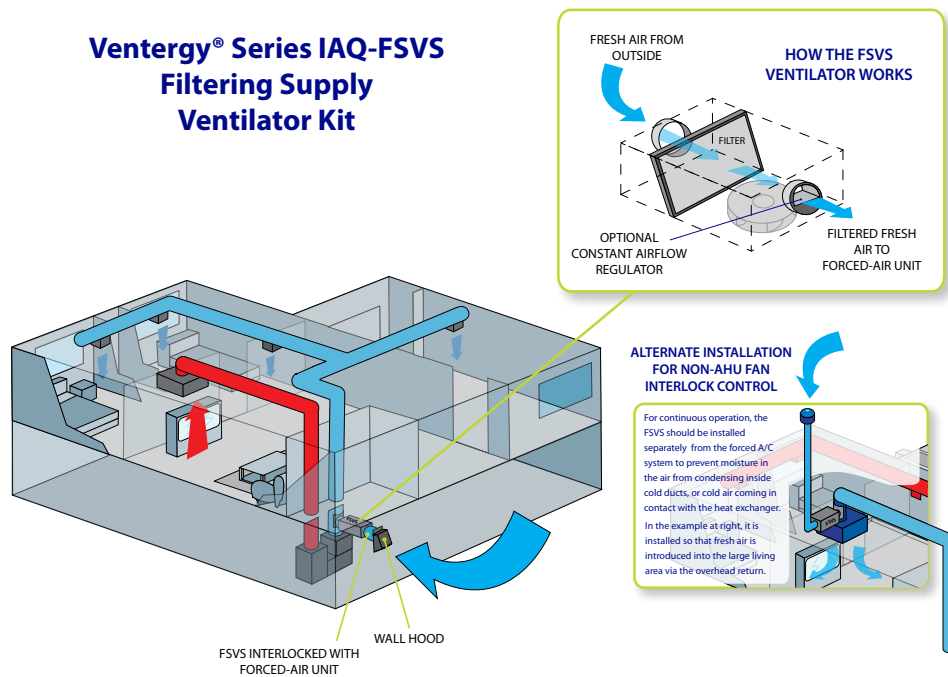 Ventergy® Series IAQ-FSVS
Filtering Supply
Ventilator Kit
FRESH AIR FROM
OUTSIDE
HOW THE FSVS
VENTILATOR WORKS
FILTER
OPTIONAL
CONSTANT AIRFLOW
REGULATOR
FILTERED FRESH
AIR TO
FORCED-AIR UNIT
ALTERNATE INSTALLATION
FOR NON-AHU FAN
INTERLOCK CONTROL
For continuous operation, the
FSVS should be installed
separately from the forced A/C
system to prevent moisture in
the air from condensing inside
cold ducts, or cold air coming in
contact with the heat exchanger.
In the example at right, it is
installed so that fresh air is
introduced into the large living
area via the overhead return.
FSVS
FSVS
WALL HOOD
FSVS INTERLOCKED WITH
FORCED-AIR UNIT